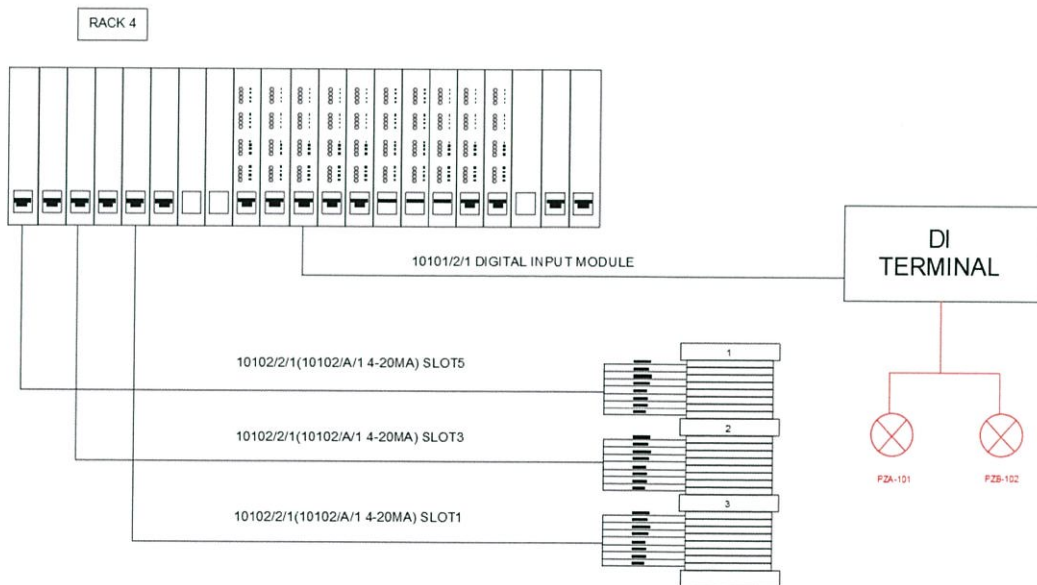 RACK 4
10101/2/1 DIGITAL INPUT MODULE
DI
TERMINAL
10102/2/1(10102/A/1 4-20MA) SLOT5
1
10102/2/1(10102/A/1 4-20MA) SLOT3
2
PZA-101
PZB-102
10102/2/1(10102/A/1 4-20MA) SLOT1
3